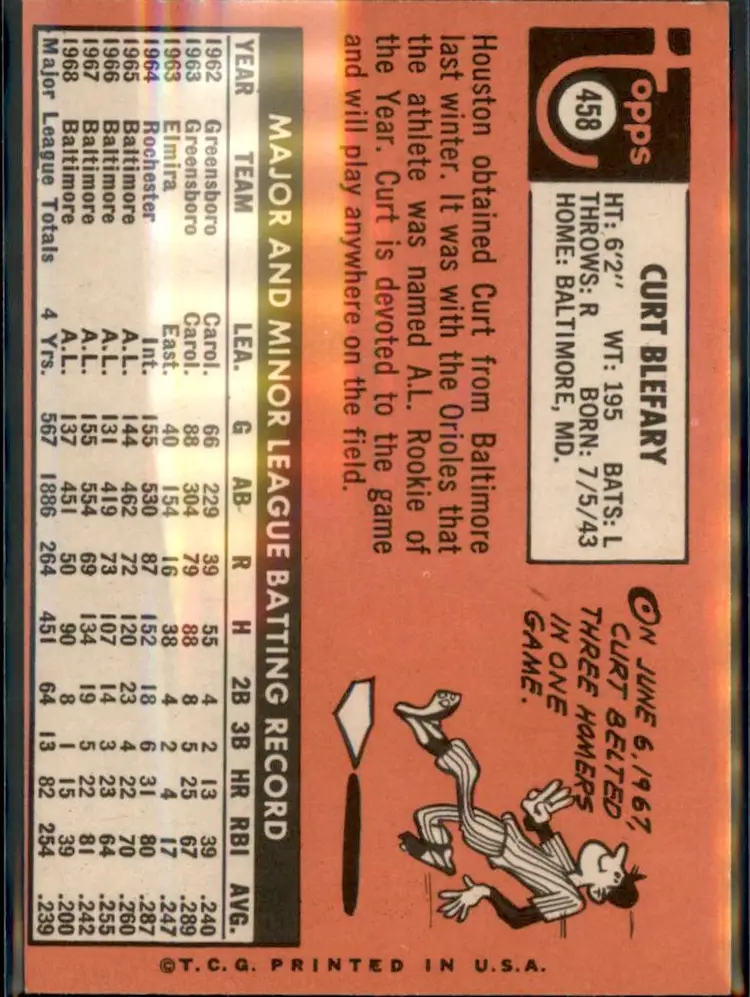 Topps
458
CURT BLEFARY
HT: 6'2" WT: 195 BATS: L
THROWS: R BORN: 7/5/43
HOME: BALTIMORE, MD.
ON JUNE 6, 1967,
CURT BELTED
THREE HOMERS
IN ONE
GAME.
Houston obtained Curt from Baltimore
last winter. It was with the Orioles that
the athlete was named A.L. Rookie of
the Year. Curt is devoted to the game
and will play anywhere on the field.
MAJOR AND MINOR LEAGUE BATTING RECORD
YEAR TEAM LEA. G AB R H 2B 3B HR RBI AVG.
1962 Greensboro Carol. 66 229 39 55 4 2 13 39 .240
1963 Greensboro Carol. 88 304 79 88 8 5 25 67 .289
1963 Elmira East. 40 154 16 38 4 2 4 17 .247
1964 Rochester Int. 155 530 87 152 18 6 31 80 .287
1965 Baltimore A.L. 144 462 72 120 23 4 22 70 .260
1966 Baltimore A.L. 131 419 73 107 14 3 23 64 .255
1967 Baltimore A.L. 155 554 69 134 19 5 22 81 .242
1968 Baltimore A.L. 137 451 50 90 8 1 15 39 .200
Major League Totals 4 Yrs. 567 1886 264 451 64 13 82 254 .239
©T.C.G. PRINTED IN U.S.A.